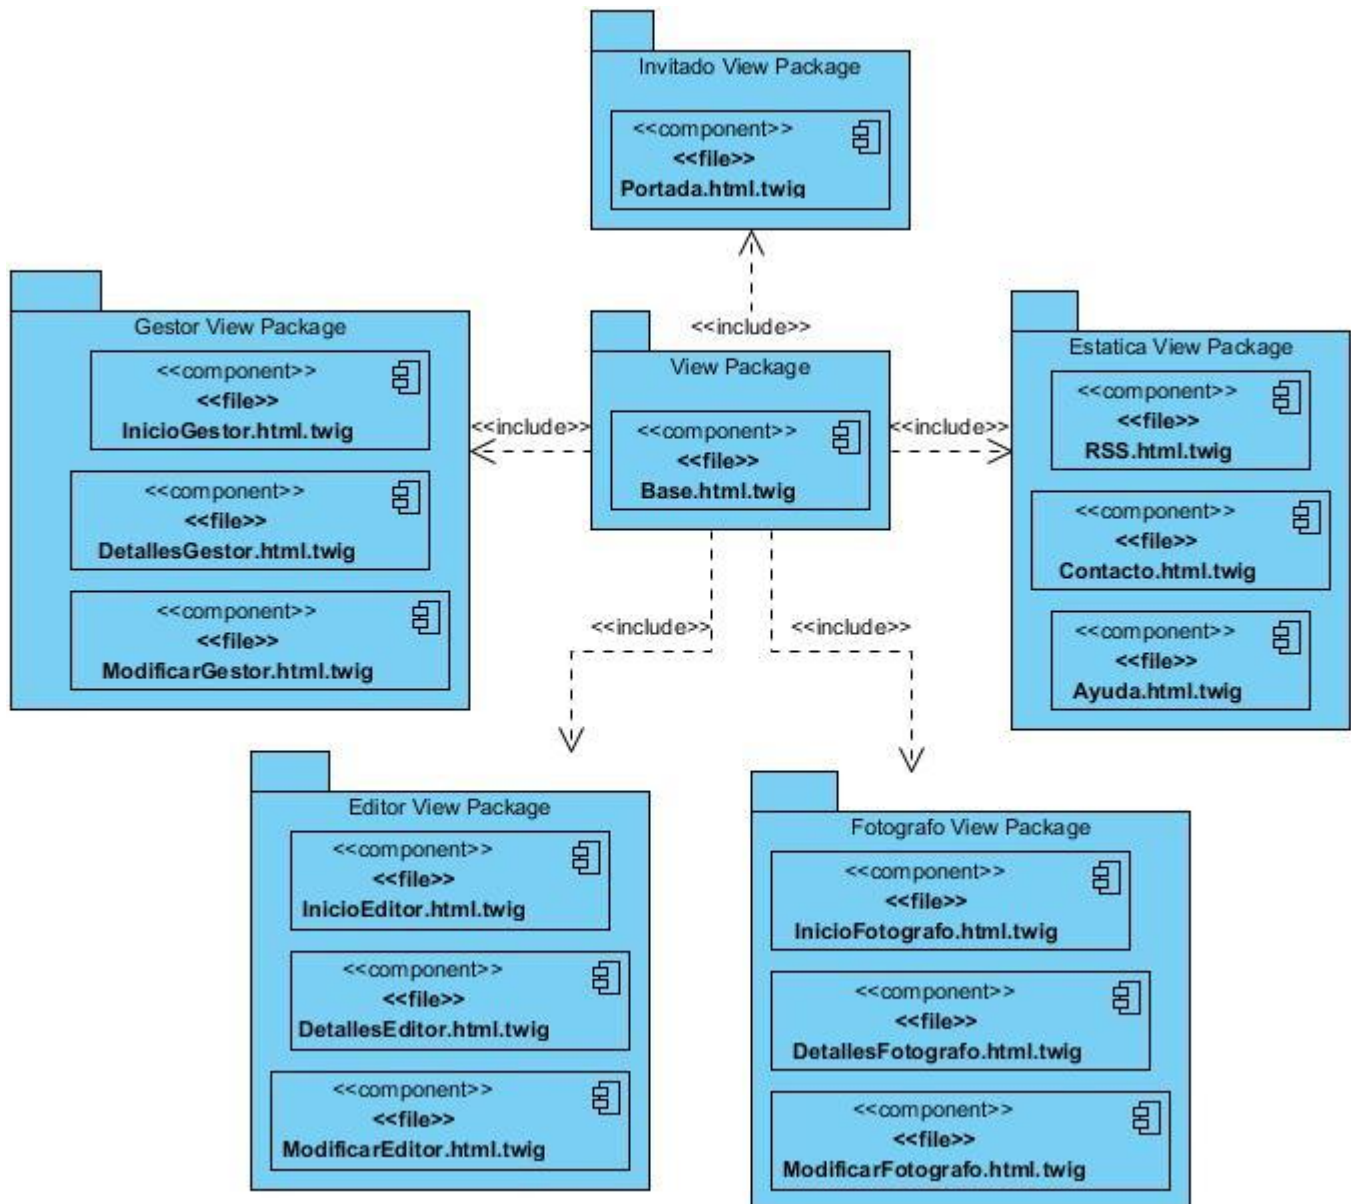 Invitado View Package
<<component>>
<<file>>
Portada.html.twig
<<include>>
Gestor View Package
<<component>>
<<file>>
InicioGestor.html.twig
<<component>>
<<file>>
DetallesGestor.html.twig
<<component>>
<<file>>
ModificarGestor.html.twig
<<include>>
View Package
<<component>>
<<file>>
Base.html.twig
<<include>>
Estatica View Package
<<component>>
<<file>>
RSS.html.twig
<<component>>
<<file>>
Contacto.html.twig
<<component>>
<<file>>
Ayuda.html.twig
<<include>>
<<include>>
Editor View Package
<<component>>
<<file>>
InicioEditor.html.twig
<<component>>
<<file>>
DetallesEditor.html.twig
<<component>>
<<file>>
ModificarEditor.html.twig
Fotografo View Package
<<component>>
<<file>>
InicioFotografo.html.twig
<<component>>
<<file>>
DetallesFotografo.html.twig
<<component>>
<<file>>
ModificarFotografo.html.twig